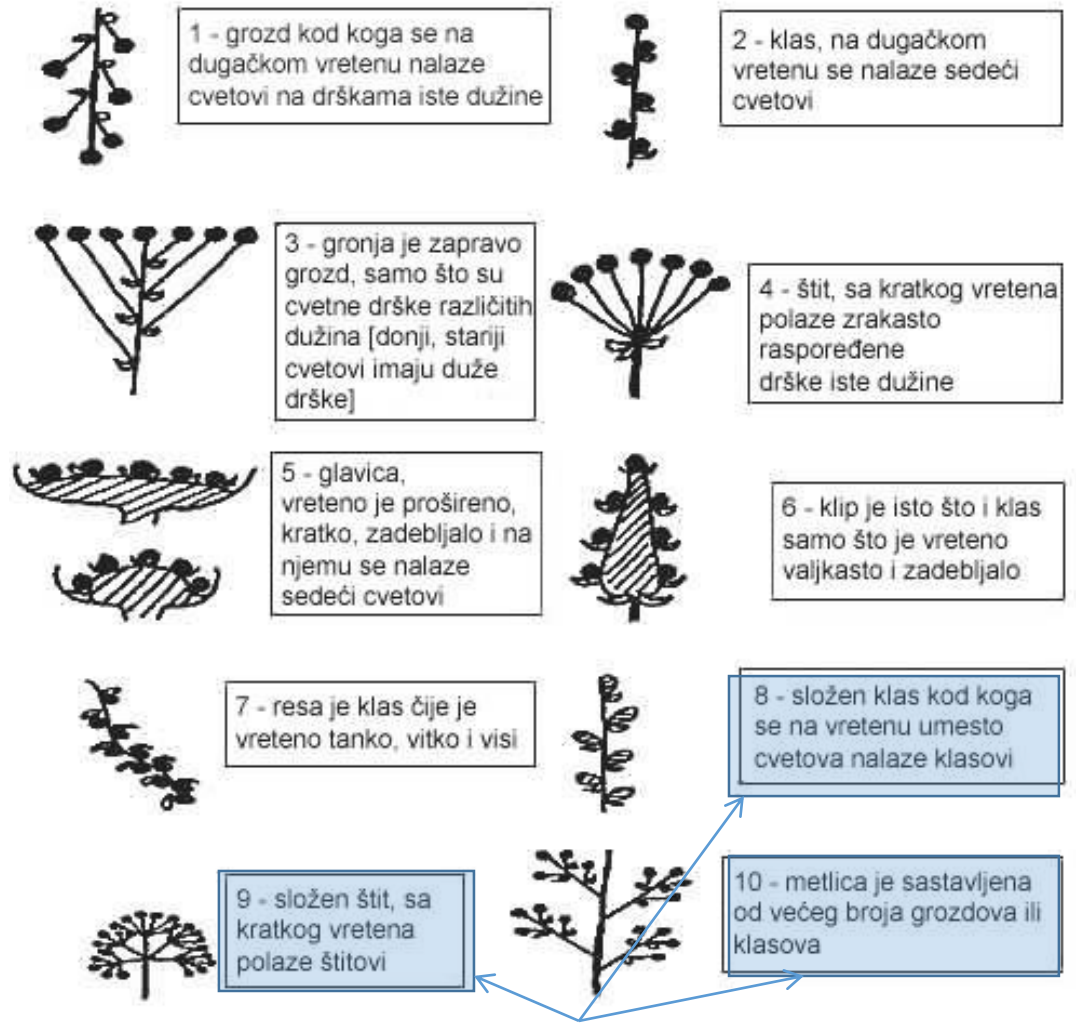 1 - grozd kod koga se na
dugačkom vretenu nalaze
cvetovi na drškama iste dužine
2 - klas, na dugačkom
vretenu se nalaze sedeći
cvetovi
3 - gronja je zapravo
grozd, samo što su
cvetne drške različitih
dužina [donji, stariji
cvetovi imaju duže
drške]
4 - štit, sa kratkog vretena
polaze zrakasto
raspoređene
drške iste dužine
5 - glavica,
vreteno je prošireno,
kratko, zadebljalo i na
njemu se nalaze
sedeći cvetovi
6 - klip je isto što i klas
samo što je vreteno
valjkasto i zadebljalo
7 - resa je klas čije je
vreteno tanko, vitko i visi
8 - složen klas kod koga
se na vretenu umesto
cvetova nalaze klasovi
9 - složen štit, sa
kratkog vretena
polaze štitovi
10 - metlica je sastavljena
od većeg broja grozdova ili
klasova